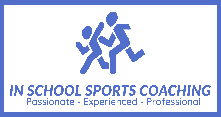 IN SCHOOL SPORTS COACHING
Passionate - Experienced - Professional